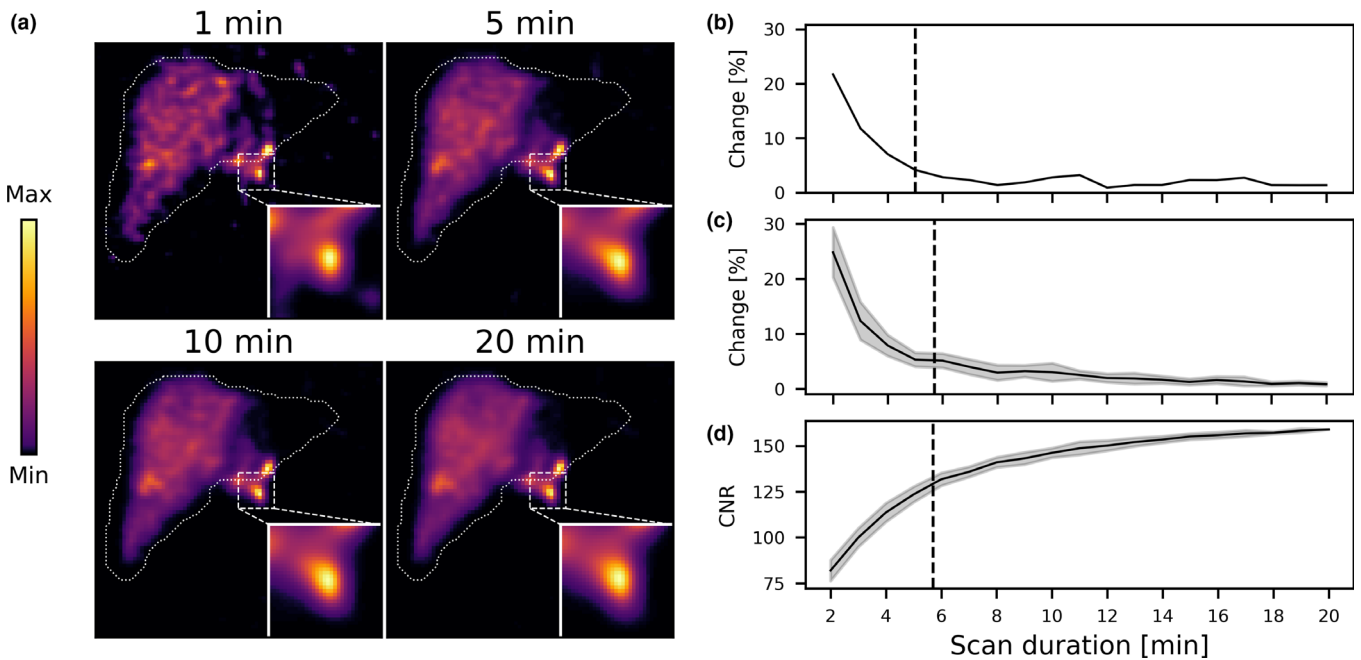 (a)
1 min
5 min
10 min
20 min
Max
Min
(b)
Change [%]
30
20
10
0
(c)
Change [%]
30
20
10
0
(d)
CNR
150
125
100
75
2 4 6 8 10 12 14 16 18 20
Scan duration [min]